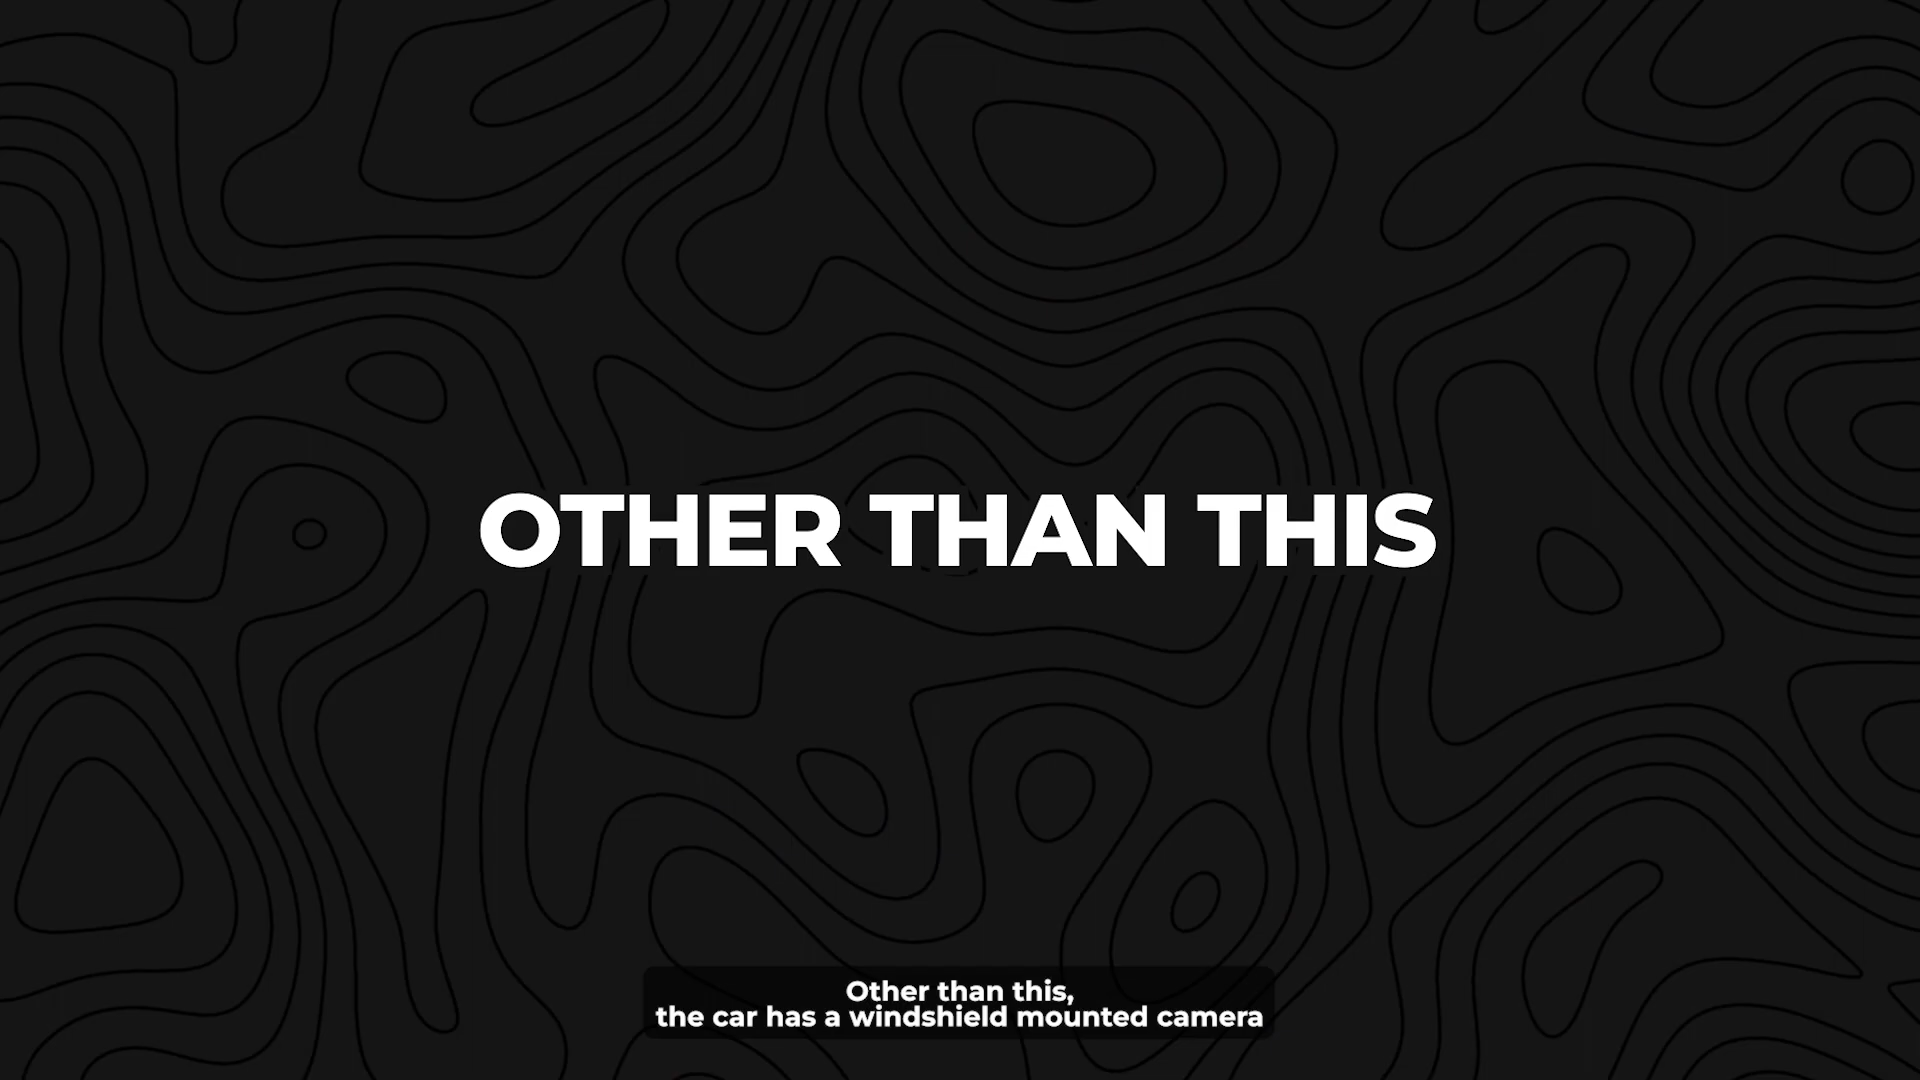 OTHER THAN THIS
Other than this,
the car has a windshield mounted camera